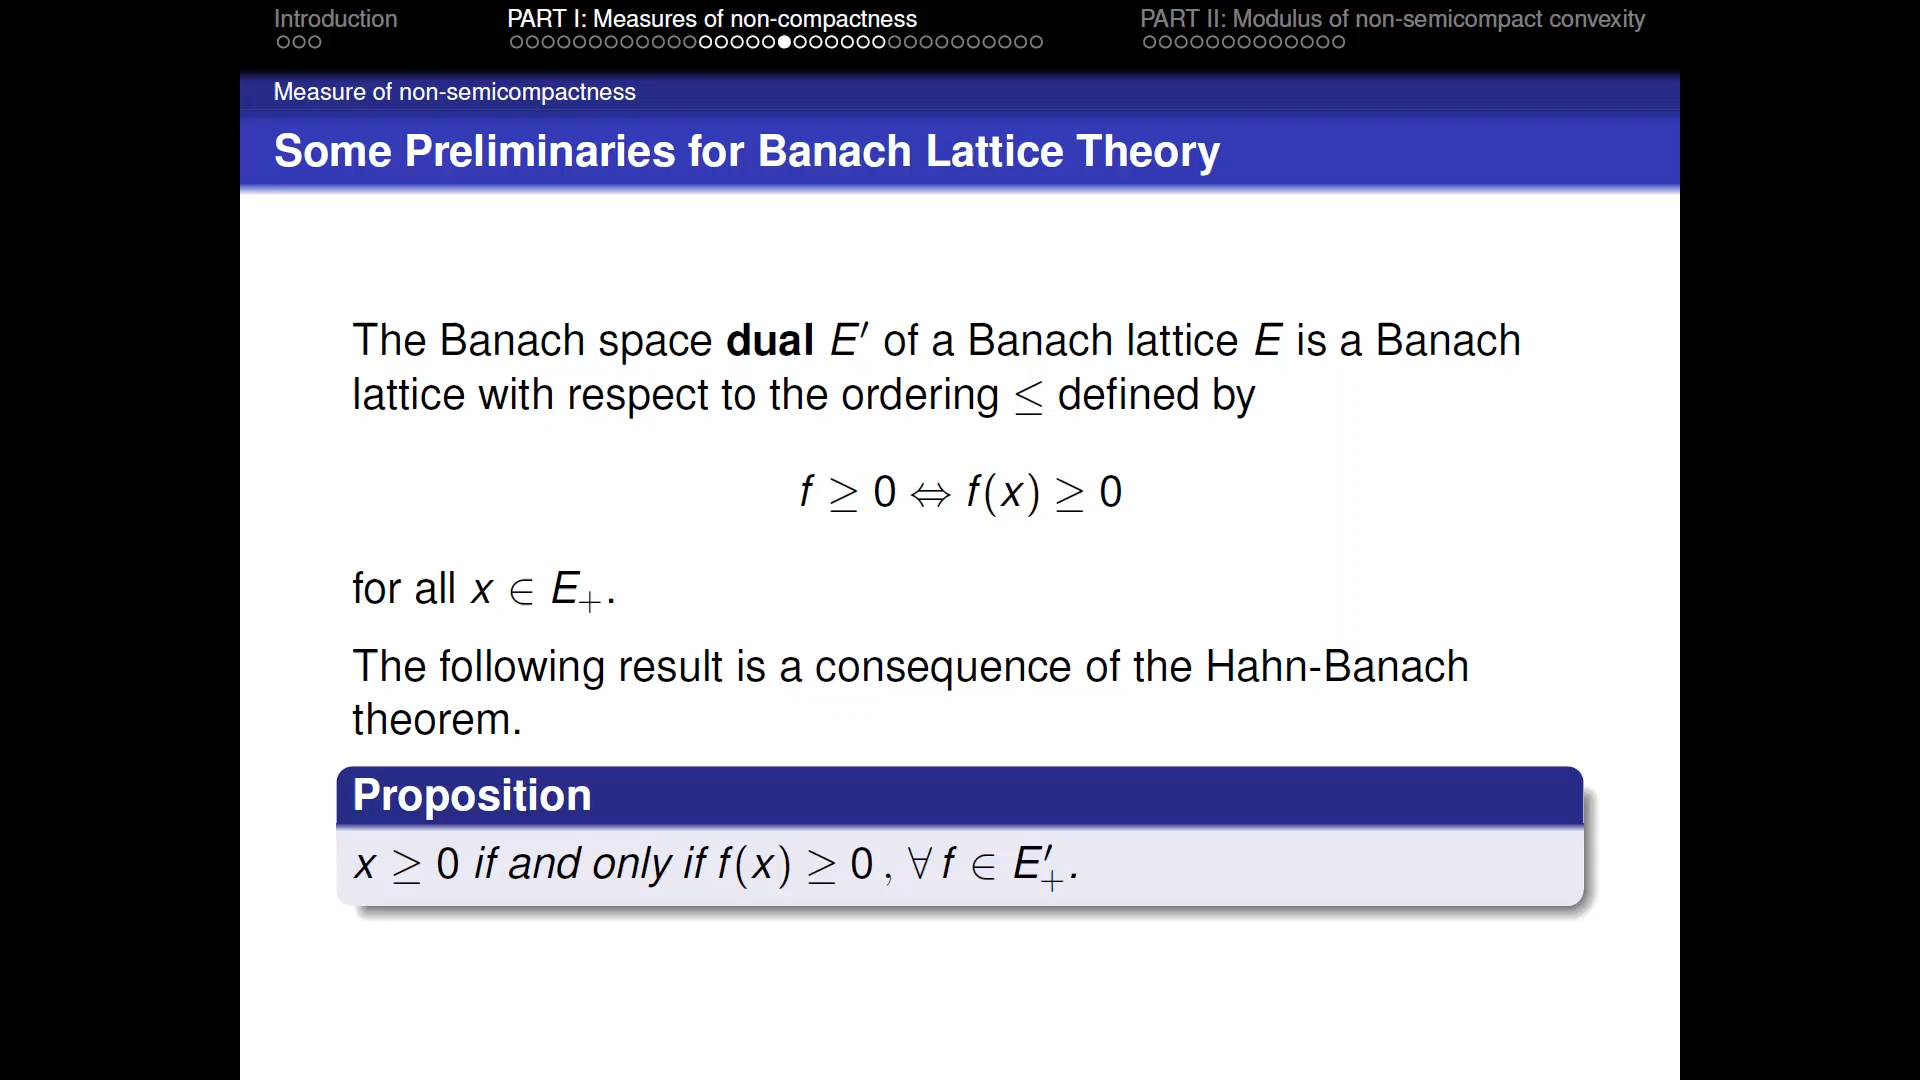 Introduction
PART I: Measures of non-compactness
PART II: Modulus of non-semicompact convexity
Measure of non-semicompactness
Some Preliminaries for Banach Lattice Theory
The Banach space dual E′ of a Banach lattice E is a Banach
lattice with respect to the ordering ≤ defined by
f ≥ 0 ⇔ f(x) ≥ 0
for all x ∈ E₊.
The following result is a consequence of the Hahn-Banach
theorem.
Proposition
x ≥ 0 if and only if f(x) ≥ 0 , ∀ f ∈ E′₊.